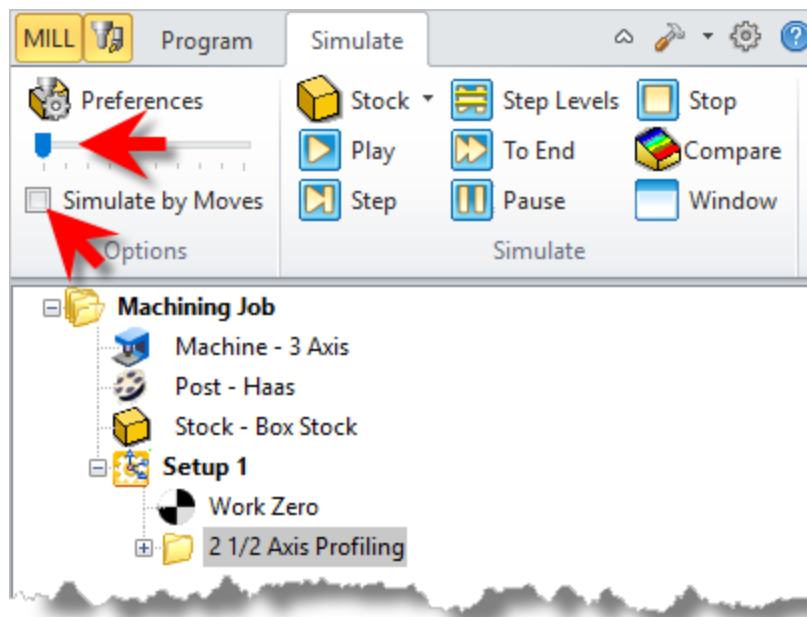 MILL Program Simulate
Preferences Stock Step Levels Stop
Play To End Compare
Simulate by Moves Step Pause Window
Options Simulate
Machining Job
Machine - 3 Axis
Post - Haas
Stock - Box Stock
Setup 1
Work Zero
2 1/2 Axis Profiling